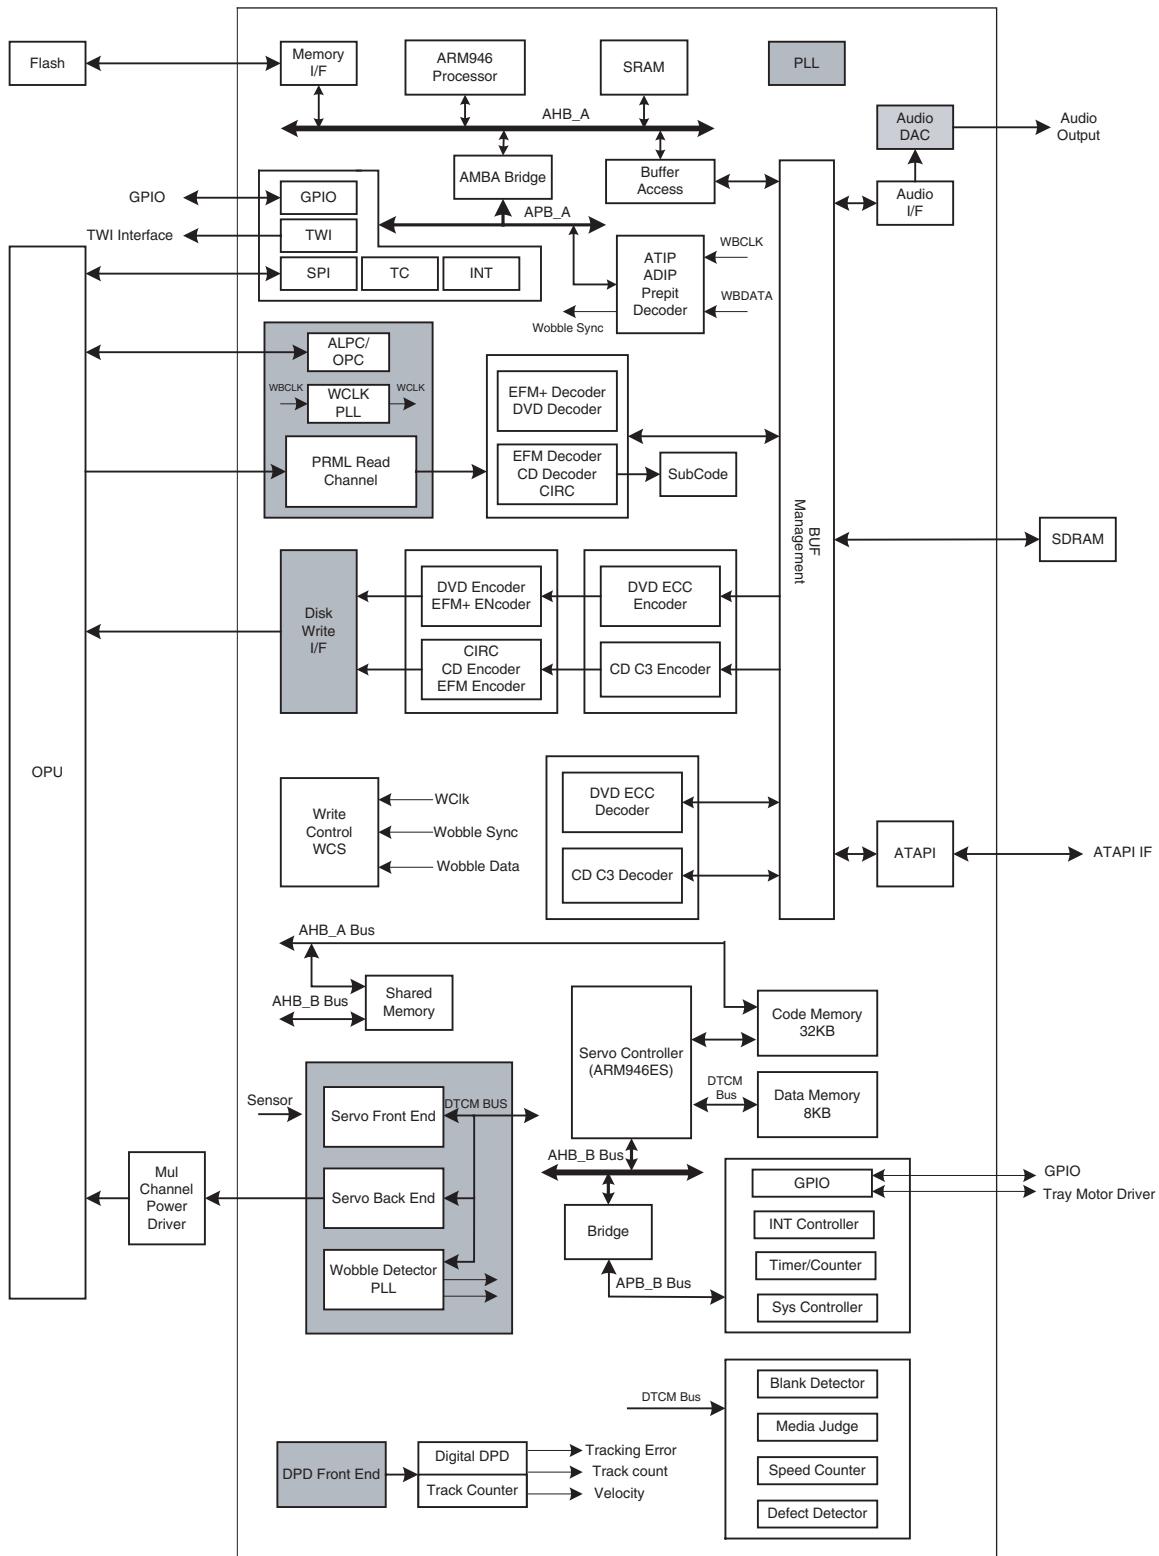 Flash
Memory
I/F
ARM946
Processor
SRAM
PLL
AHB_A
Audio
DAC
Audio
Output
AMBA Bridge
Buffer
Access
Audio
I/F
GPIO
GPIO
APB_A
TWI Interface
TWI
SPI
TC
INT
ATIP
ADIP
Prepit
Decoder
WBCLK
WBDATA
Wobble Sync
ALPC/
OPC
WBCLK
WCLK
PLL
WCLK
PRML Read
Channel
EFM+ Decoder
DVD Decoder
EFM Decoder
CD Decoder
CIRC
SubCode
BUF
Management
SDRAM
Disk
Write
I/F
DVD Encoder
EFM+ ENcoder
CIRC
CD Encoder
EFM Encoder
DVD ECC
Encoder
CD C3 Encoder
OPU
Write
Control
WCS
WClk
Wobble Sync
Wobble Data
DVD ECC
Decoder
CD C3 Decoder
ATAPI
ATAPI IF
AHB_A Bus
AHB_B Bus
Shared
Memory
Servo Controller
(ARM946ES)
Code Memory
32KB
DTCM
Bus
Data Memory
8KB
Sensor
Servo Front End
DTCM BUS
Servo Back End
Wobble Detector
PLL
Mul
Channel
Power
Driver
AHB_B Bus
Bridge
APB_B Bus
GPIO
INT Controller
Timer/Counter
Sys Controller
GPIO
Tray Motor Driver
DTCM Bus
Blank Detector
Media Judge
Speed Counter
Defect Detector
DPD Front End
Digital DPD
Track Counter
Tracking Error
Track count
Velocity